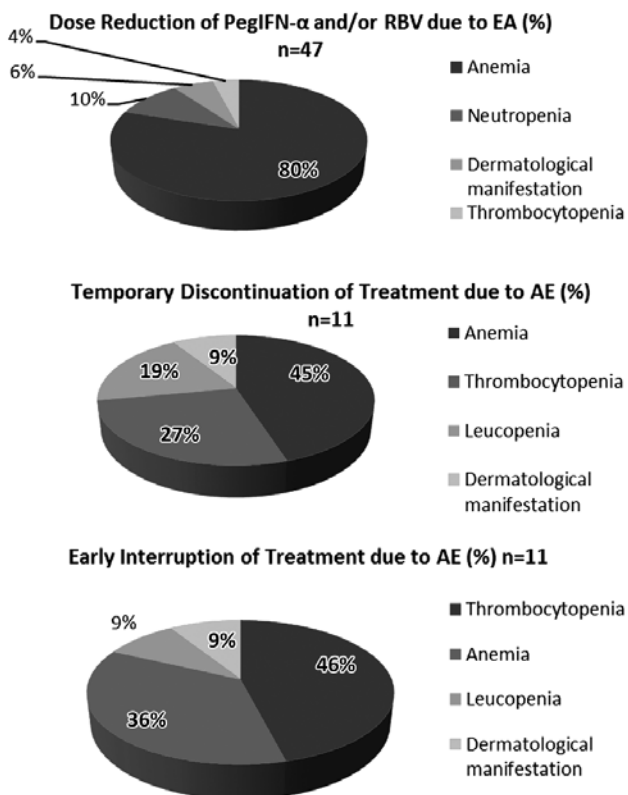 Dose Reduction of PegIFN-α and/or RBV due to EA (%)
n=47
4%
6%
10%
80%
Anemia
Neutropenia
Dermatological
manifestation
Thrombocytopenia
Temporary Discontinuation of Treatment due to AE (%)
n=11
9%
19%
45%
27%
Anemia
Thrombocytopenia
Leucopenia
Dermatological
manifestation
Early Interruption of Treatment due to AE (%) n=11
9%
9%
46%
36%
Thrombocytopenia
Anemia
Leucopenia
Dermatological
manifestation